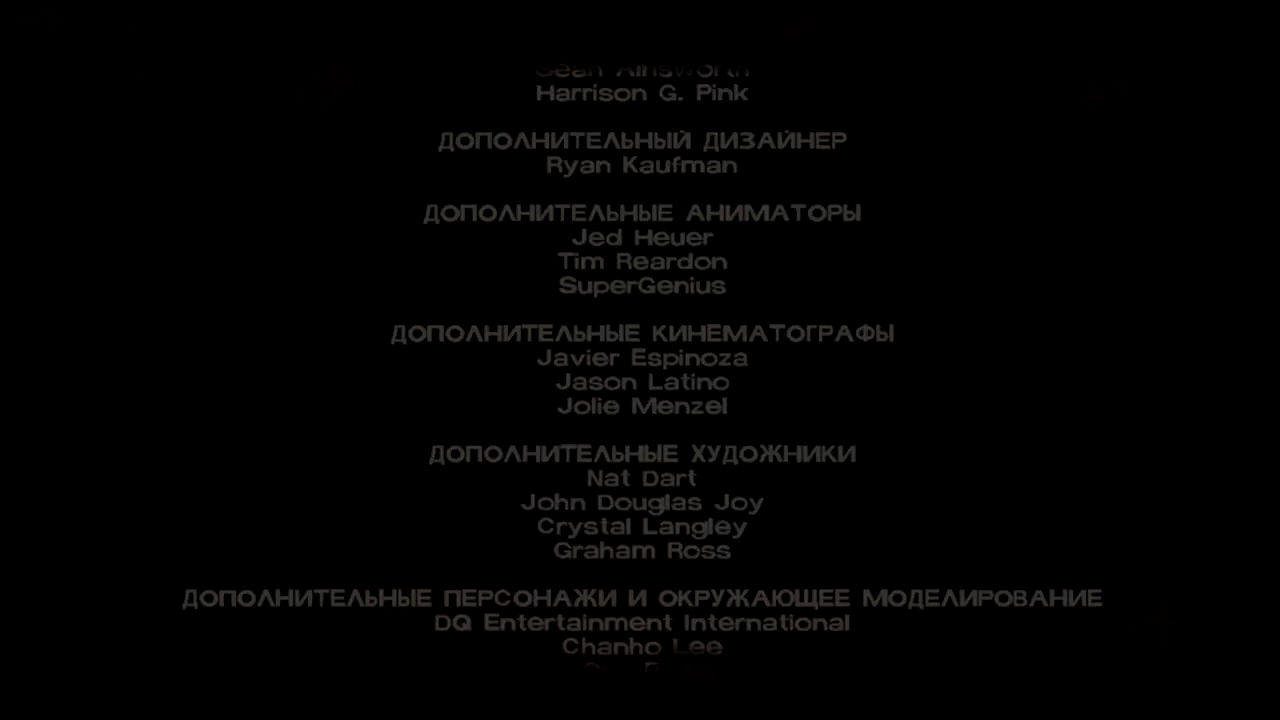 Sean Ainsworth
Harrison G. Pink
ДОПОЛНИТЕЛЬНЫЙ ДИЗАЙНЕР
Ryan Kaufman
ДОПОЛНИТЕЛЬНЫЕ АНИМАТОРЫ
Jed Heuer
Tim Reardon
SuperGenius
ДОПОЛНИТЕЛЬНЫЕ КИНЕМАТОГРАФЫ
Javier Espinoza
Jason Latino
Jolie Menzel
ДОПОЛНИТЕЛЬНЫЕ ХУДОЖНИКИ
Nat Dart
John Douglas Joy
Crystal Langley
Graham Ross
ДОПОЛНИТЕЛЬНЫЕ ПЕРСОНАЖИ И ОКРУЖАЮЩЕЕ МОДЕЛИРОВАНИЕ
DQ Entertainment International
Chanho Lee